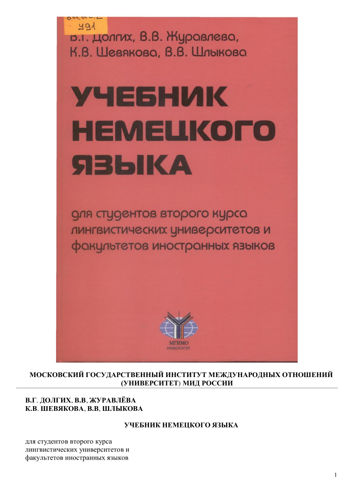 У91
В.Г. Долгих, В.В. Журавлева,
К.В. Шевякова, В.В. Шлыкова
УЧЕБНИК
НЕМЕЦКОГО
ЯЗЫКА
для студентов второго курса
лингвистических университетов и
факультетов иностранных языков
МГИМО
УНИВЕРСИТЕТ
МОСКОВСКИЙ ГОСУДАРСТВЕННЫЙ ИНСТИТУТ МЕЖДУНАРОДНЫХ ОТНОШЕНИЙ
(УНИВЕРСИТЕТ) МИД РОССИИ
В.Г. ДОЛГИХ, В.В. ЖУРАВЛЁВА
К.В. ШЕВЯКОВА, В.В. ШЛЫКОВА
УЧЕБНИК НЕМЕЦКОГО ЯЗЫКА
для студентов второго курса
лингвистических университетов и
факультетов иностранных языков
1